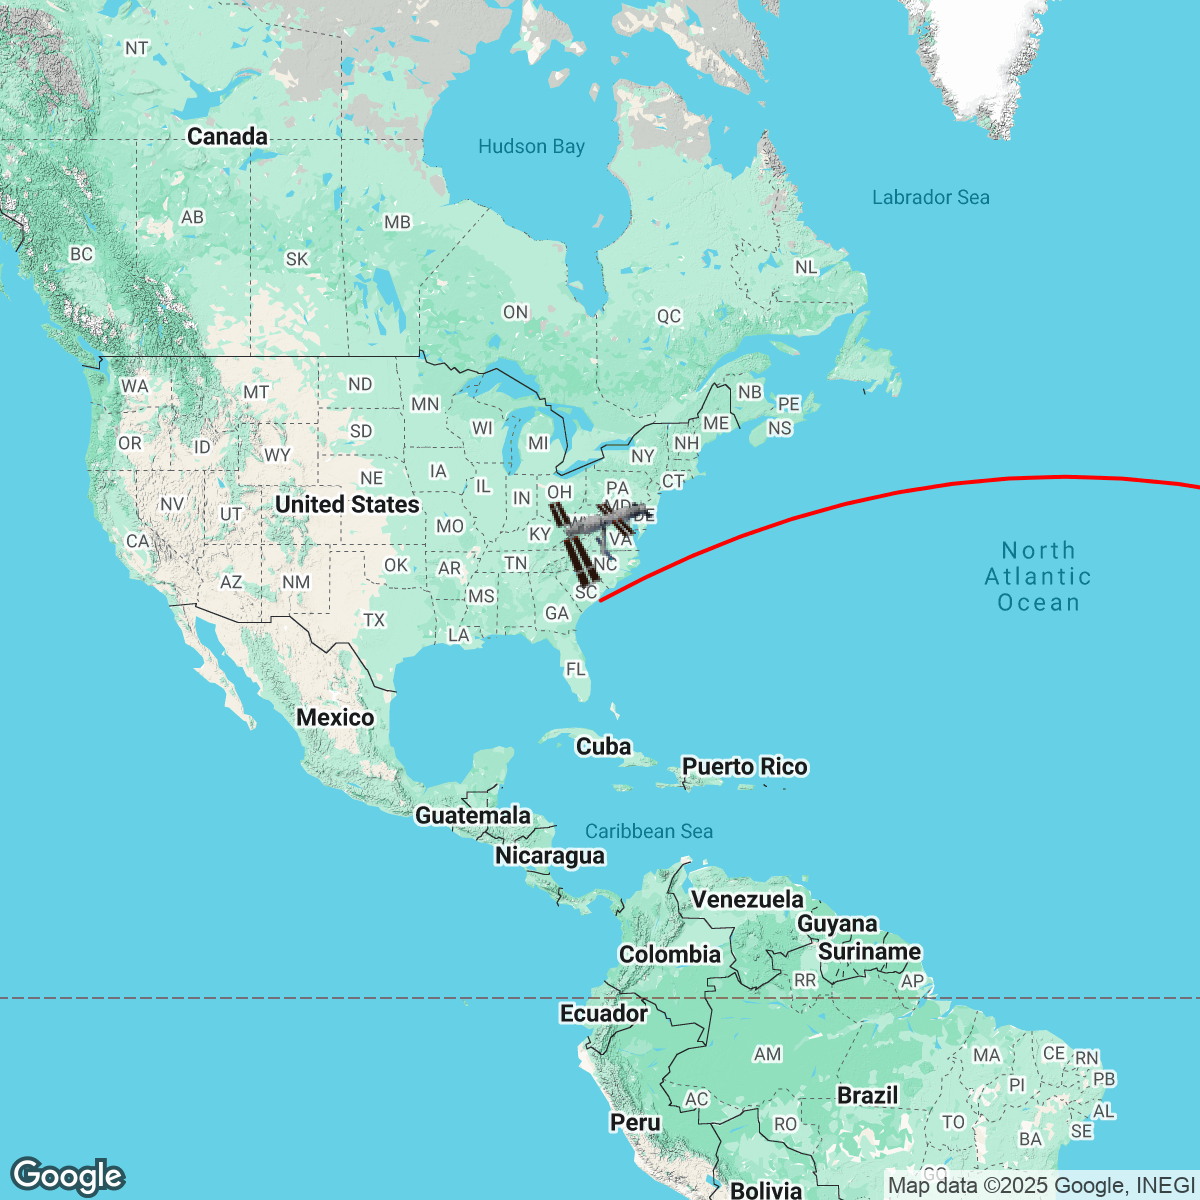 NT
Canada
Hudson Bay
Labrador Sea
AB
MB
BC
SK
NL
ON
QC
WA
MT
ND
MN
NB
PE
NS
ME
OR
ID
SD
WI
MI
NH
NY
WY
IA
NE
IL
IN
OH
PA
CT
NV
United States
UT
MO
KY
MD
DE
VA
CA
OK
AR
TN
NC
AZ
NM
MS
SC
GA
TX
LA
FL
North
Atlantic
Ocean
Mexico
Cuba
Puerto Rico
Guatemala
Caribbean Sea
Nicaragua
Venezuela
Guyana
Colombia
Suriname
RR
AP
Ecuador
AM
MA
CE
RN
PI
PB
AC
Brazil
TO
AL
Peru
RO
BA
SE
GO
Bolivia
Google
Map data ©2025 Google, INEGI